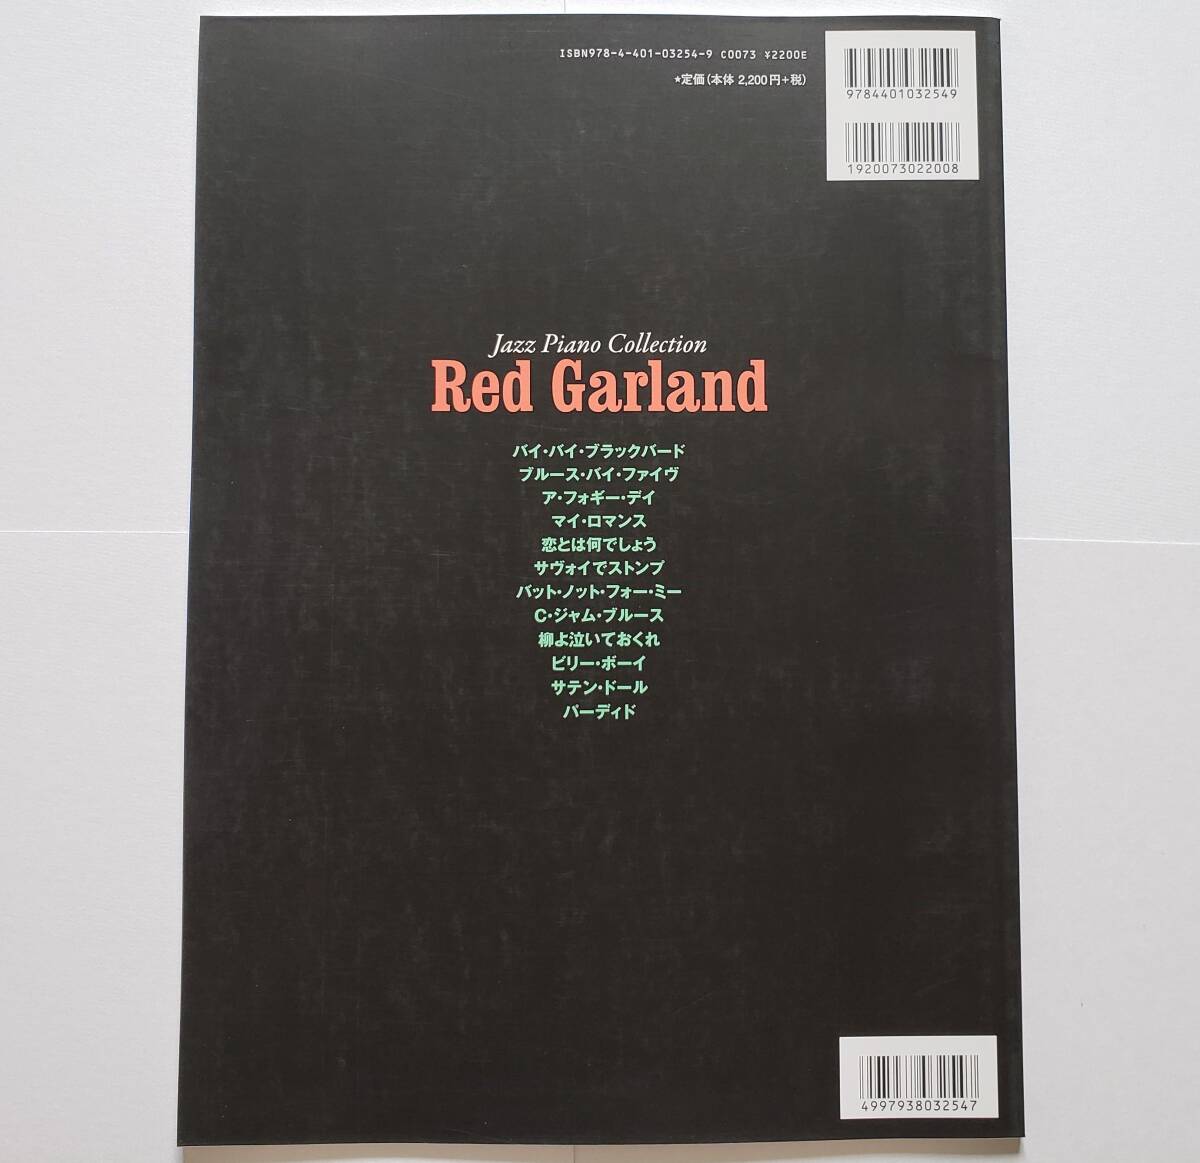 ISBN978-4-401-03254-9 C0073 ¥2200E
★定価(本体 2,200円+税)
9784401032549
1920073022008
Jazz Piano Collection
Red Garland
バイ・バイ・ブラックバード
ブルース・バイ・ファイヴ
ア・フォギー・デイ
マイ・ロマンス
恋とは何でしょう
サヴォイでストンプ
バット・ノット・フォー・ミー
C・ジャム・ブルース
柳よ泣いておくれ
ビリー・ボーイ
サテン・ドール
パーディド
4997938032547